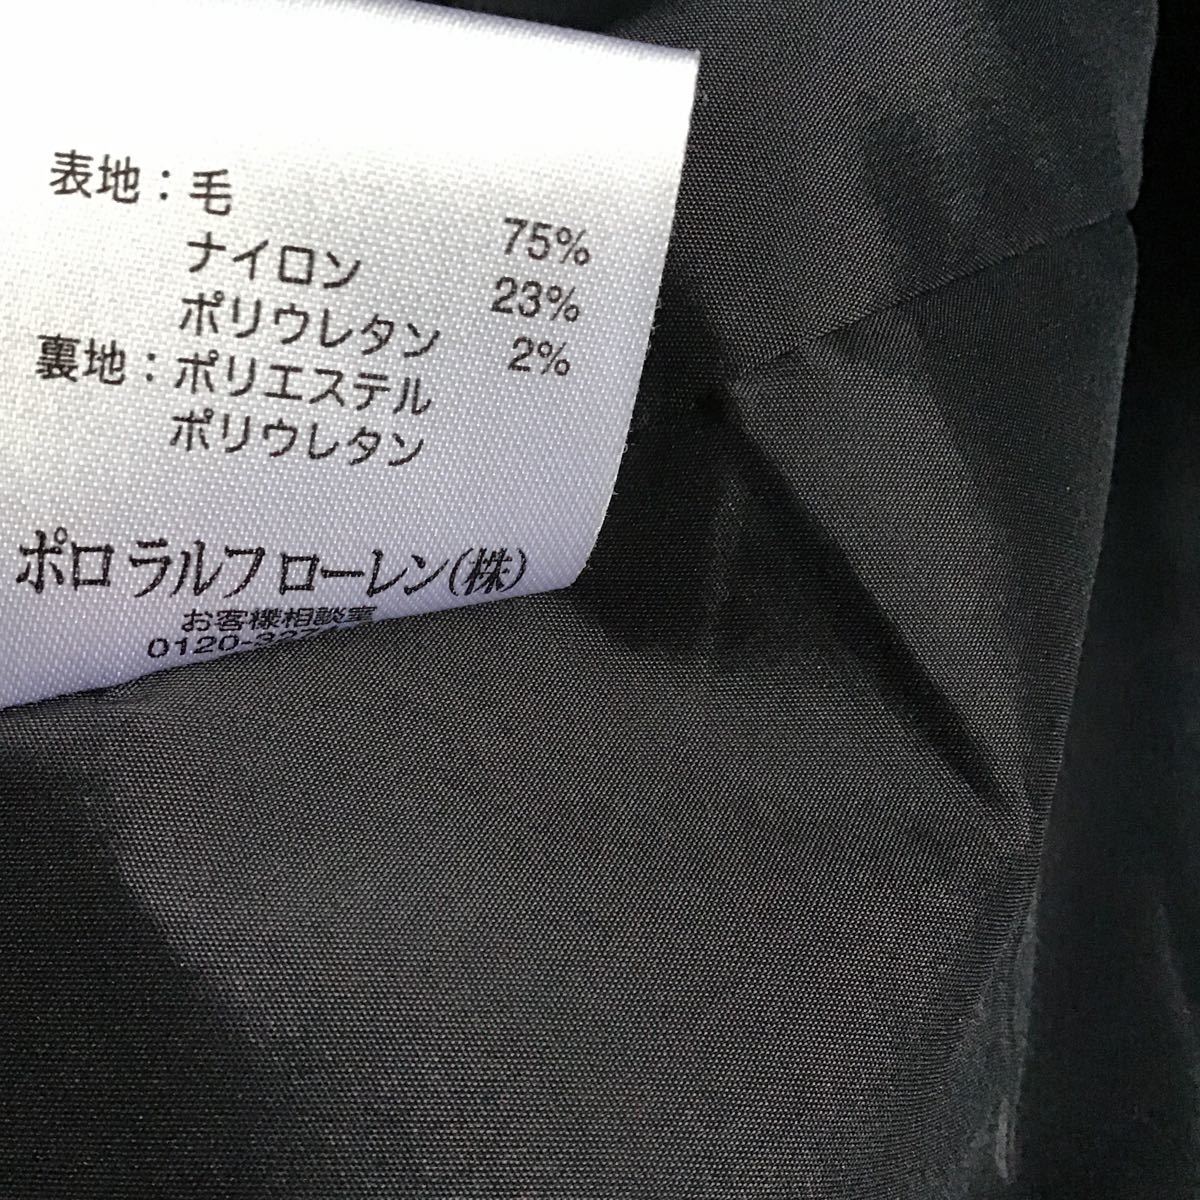 表地：毛 75%
ナイロン 23%
ポリウレタン 2%
裏地：ポリエステル
ポリウレタン
ポロ ラルフ ローレン(株)
お客様相談室
0120-327